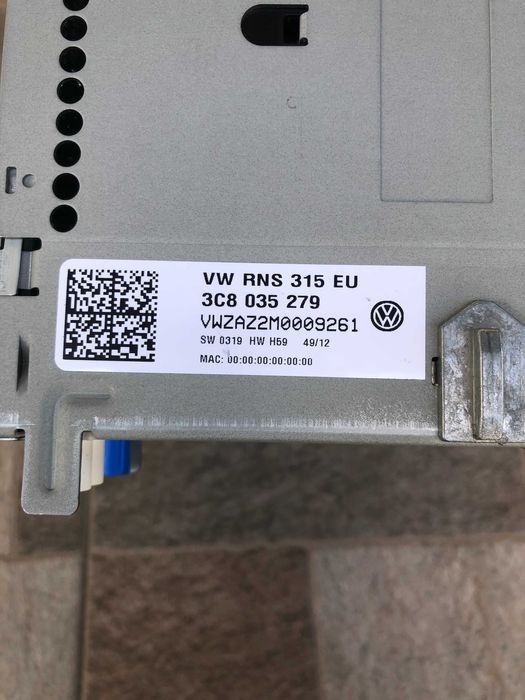 VW RNS 315 EU
3C8 035 279
VWZAZ2M0009261
SW 0319 HW H59 49/12
MAC: 00:00:00:00:00:00